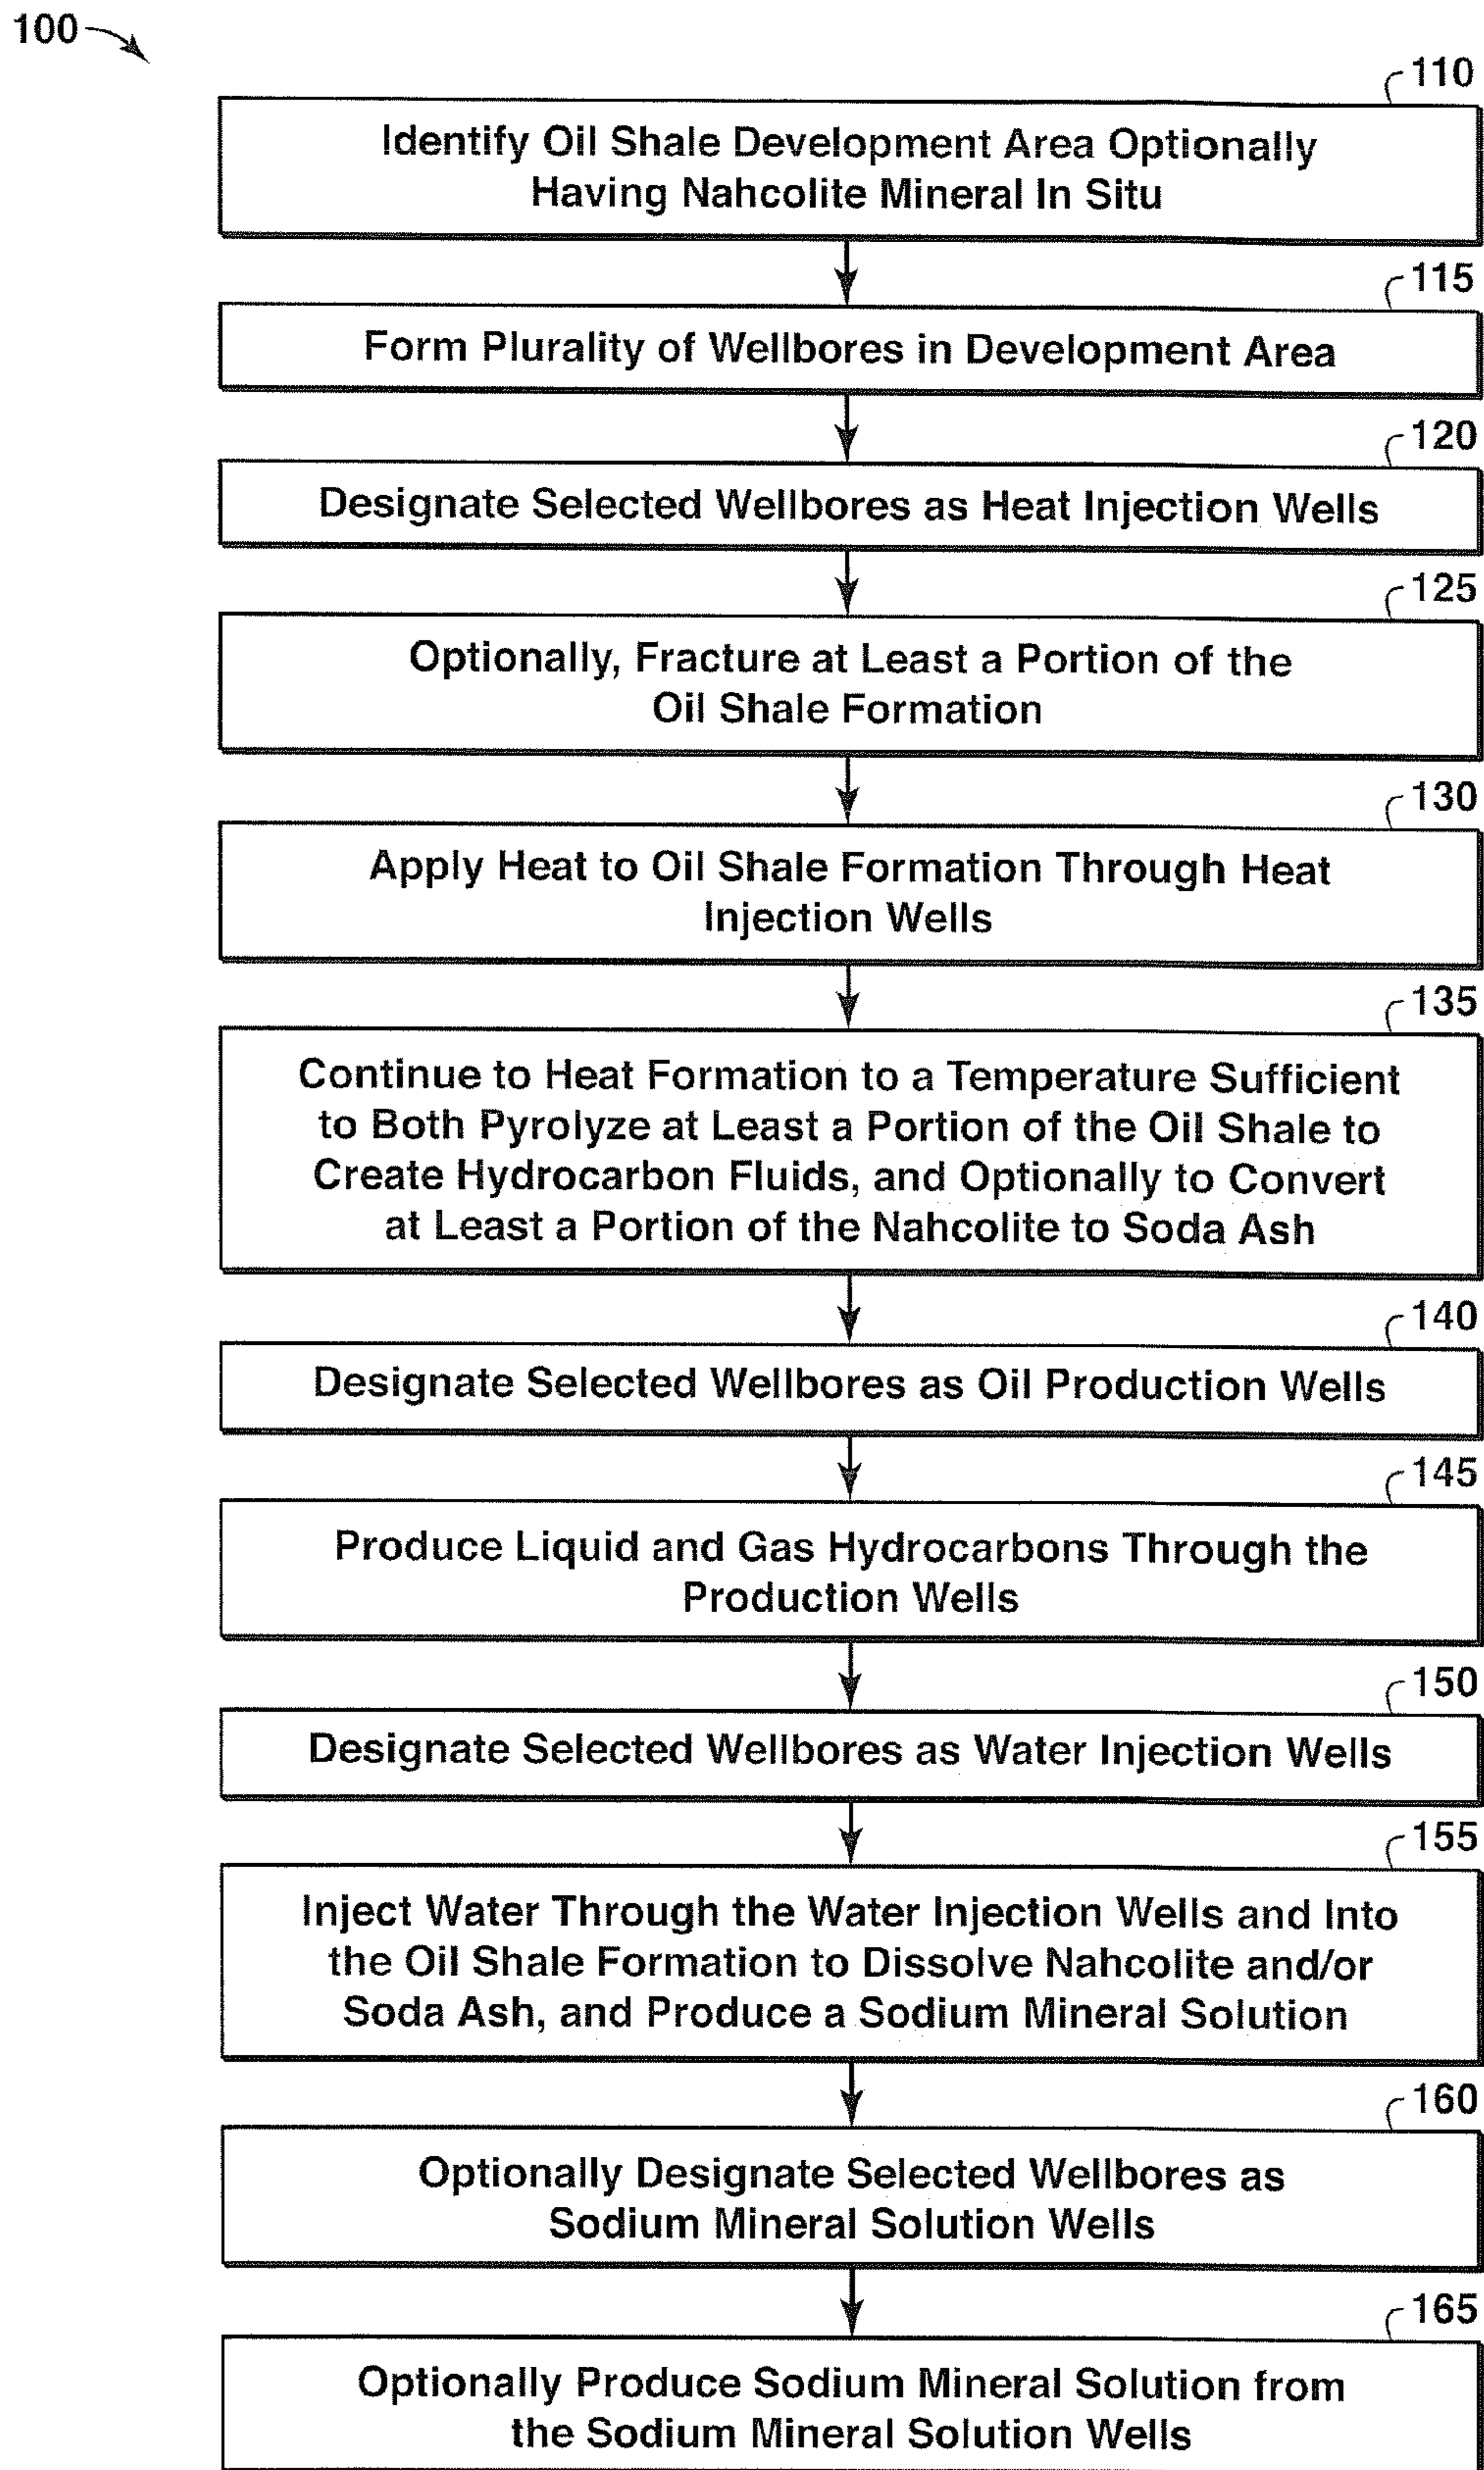 100
110
Identify Oil Shale Development Area Optionally
Having Nahcolite Mineral In Situ
115
Form Plurality of Wellbores in Development Area
120
Designate Selected Wellbores as Heat Injection Wells
125
Optionally, Fracture at Least a Portion of the
Oil Shale Formation
130
Apply Heat to Oil Shale Formation Through Heat
Injection Wells
135
Continue to Heat Formation to a Temperature Sufficient
to Both Pyrolyze at Least a Portion of the Oil Shale to
Create Hydrocarbon Fluids, and Optionally to Convert
at Least a Portion of the Nahcolite to Soda Ash
140
Designate Selected Wellbores as Oil Production Wells
145
Produce Liquid and Gas Hydrocarbons Through the
Production Wells
150
Designate Selected Wellbores as Water Injection Wells
155
Inject Water Through the Water Injection Wells and Into
the Oil Shale Formation to Dissolve Nahcolite and/or
Soda Ash, and Produce a Sodium Mineral Solution
160
Optionally Designate Selected Wellbores as
Sodium Mineral Solution Wells
165
Optionally Produce Sodium Mineral Solution from
the Sodium Mineral Solution Wells